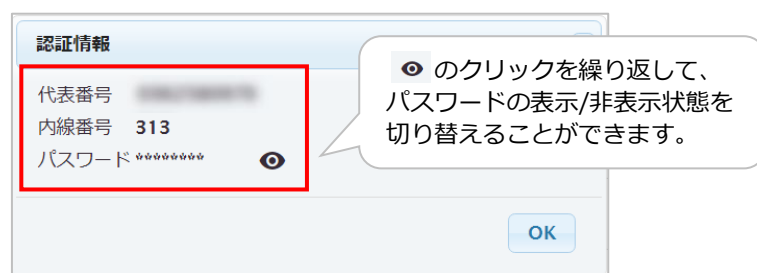 認証情報
代表番号
内線番号 313
パスワード ********
のクリックを繰り返して、
パスワードの表示/非表示状態を
切り替えることができます。
OK